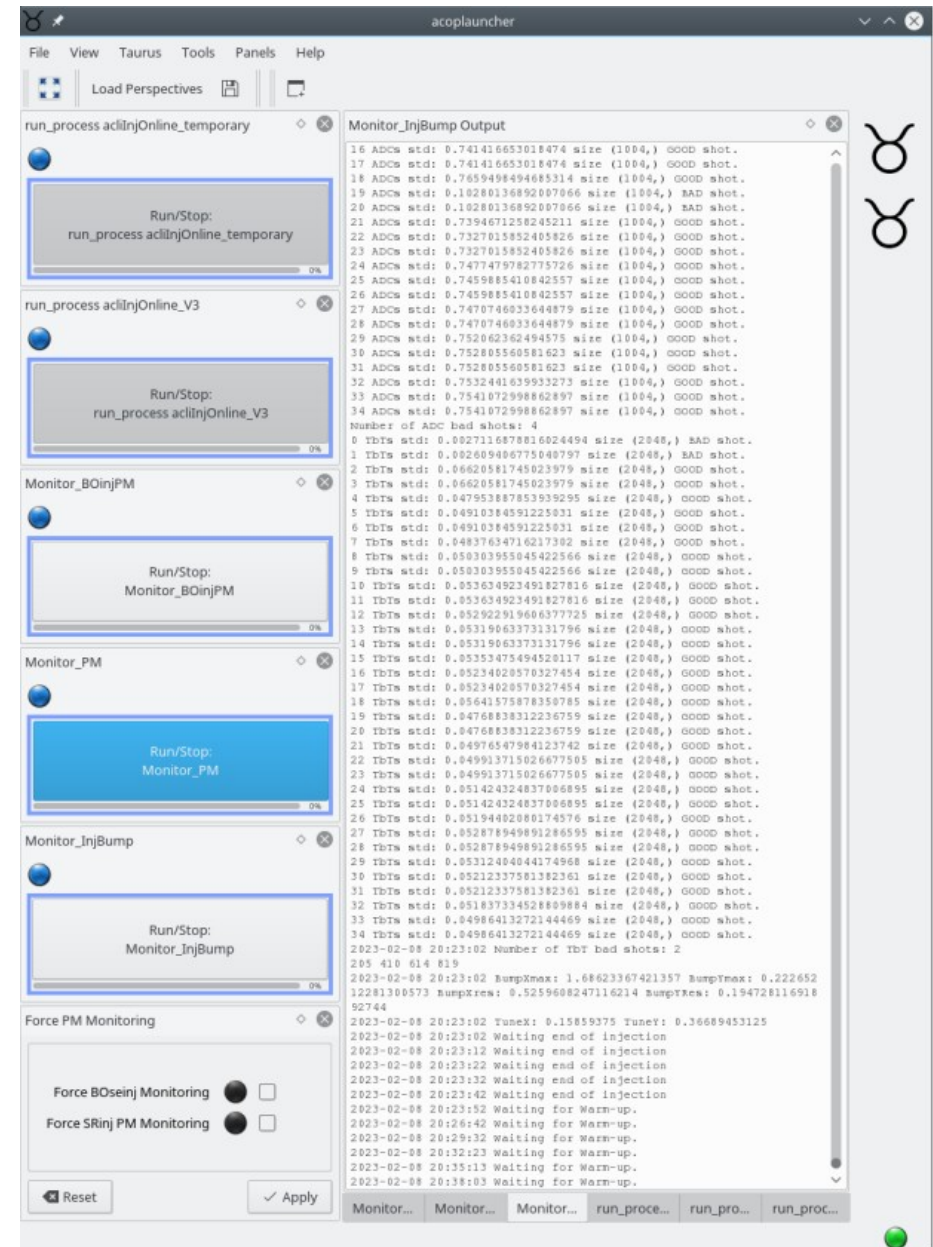 acoplauncher
File View Taurus Tools Panels Help
Load Perspectives
run_process acliInjOnline_temporary
Run/Stop:
run_process acliInjOnline_temporary
0%
run_process acliInjOnline_V3
Run/Stop:
run_process acliInjOnline_V3
0%
Monitor_BOinjPM
Run/Stop:
Monitor_BOinjPM
0%
Monitor_PM
Run/Stop:
Monitor_PM
0%
Monitor_InjBump
Run/Stop:
Monitor_InjBump
0%
Force PM Monitoring
Force BOseinj Monitoring
Force SRinj PM Monitoring
Reset
Apply
Monitor_InjBump Output
16 ADCs std: 0.741416653018474 size (1004,) GOOD shot.
17 ADCs std: 0.741416653018474 size (1004,) GOOD shot.
18 ADCs std: 0.7659498494685314 size (1004,) GOOD shot.
19 ADCs std: 0.10280136892007066 size (1004,) BAD shot.
20 ADCs std: 0.10280136892007066 size (1004,) BAD shot.
21 ADCs std: 0.7394671258245211 size (1004,) GOOD shot.
22 ADCs std: 0.7327015852405826 size (1004,) GOOD shot.
23 ADCs std: 0.7327015852405826 size (1004,) GOOD shot.
24 ADCs std: 0.7477479782775726 size (1004,) GOOD shot.
25 ADCs std: 0.7459885410842557 size (1004,) GOOD shot.
26 ADCs std: 0.7459885410842557 size (1004,) GOOD shot.
27 ADCs std: 0.7470746033644879 size (1004,) GOOD shot.
28 ADCs std: 0.7470746033644879 size (1004,) GOOD shot.
29 ADCs std: 0.752062362494575 size (1004,) GOOD shot.
30 ADCs std: 0.752805560581623 size (1004,) GOOD shot.
31 ADCs std: 0.752805560581623 size (1004,) GOOD shot.
32 ADCs std: 0.7532441639933273 size (1004,) GOOD shot.
33 ADCs std: 0.7541072998862897 size (1004,) GOOD shot.
34 ADCs std: 0.7541072998862897 size (1004,) GOOD shot.
Number of ADC bad shots: 4
0 TbTs std: 0.0027116878816024494 size (2048,) BAD shot.
1 TbTs std: 0.002609406775040797 size (2048,) BAD shot.
2 TbTs std: 0.06620581745023979 size (2048,) GOOD shot.
3 TbTs std: 0.06620581745023979 size (2048,) GOOD shot.
4 TbTs std: 0.047953887853939295 size (2048,) GOOD shot.
5 TbTs std: 0.04910384591225031 size (2048,) GOOD shot.
6 TbTs std: 0.04910384591225031 size (2048,) GOOD shot.
7 TbTs std: 0.04837634716217302 size (2048,) GOOD shot.
8 TbTs std: 0.050303955045422566 size (2048,) GOOD shot.
9 TbTs std: 0.050303955045422566 size (2048,) GOOD shot.
10 TbTs std: 0.053634923491827816 size (2048,) GOOD shot.
11 TbTs std: 0.053634923491827816 size (2048,) GOOD shot.
12 TbTs std: 0.052922919606377725 size (2048,) GOOD shot.
13 TbTs std: 0.05319063373131796 size (2048,) GOOD shot.
14 TbTs std: 0.05319063373131796 size (2048,) GOOD shot.
15 TbTs std: 0.05353475494520117 size (2048,) GOOD shot.
16 TbTs std: 0.05234020570327454 size (2048,) GOOD shot.
17 TbTs std: 0.05234020570327454 size (2048,) GOOD shot.
18 TbTs std: 0.05641575878350785 size (2048,) GOOD shot.
19 TbTs std: 0.04768838312236759 size (2048,) GOOD shot.
20 TbTs std: 0.04768838312236759 size (2048,) GOOD shot.
21 TbTs std: 0.04976547984123742 size (2048,) GOOD shot.
22 TbTs std: 0.049913715026677505 size (2048,) GOOD shot.
23 TbTs std: 0.049913715026677505 size (2048,) GOOD shot.
24 TbTs std: 0.051424324837006895 size (2048,) GOOD shot.
25 TbTs std: 0.051424324837006895 size (2048,) GOOD shot.
26 TbTs std: 0.05194402080174576 size (2048,) GOOD shot.
27 TbTs std: 0.052878949891286595 size (2048,) GOOD shot.
28 TbTs std: 0.052878949891286595 size (2048,) GOOD shot.
29 TbTs std: 0.05312404044174968 size (2048,) GOOD shot.
30 TbTs std: 0.05212337581382361 size (2048,) GOOD shot.
31 TbTs std: 0.05212337581382361 size (2048,) GOOD shot.
32 TbTs std: 0.051837334528809884 size (2048,) GOOD shot.
33 TbTs std: 0.04986413272144469 size (2048,) GOOD shot.
34 TbTs std: 0.04986413272144469 size (2048,) GOOD shot.
2023-02-08 20:23:02 Number of TbT bad shots: 2
205 410 614 819
2023-02-08 20:23:02 BumpXmax: 1.68623367421357 BumpYmax: 0.222652
12281300573 BumpXres: 0.5259608247116214 BumpYRes: 0.194728116918
92744
2023-02-08 20:23:02 TuneX: 0.15859375 TuneY: 0.36689453125
2023-02-08 20:23:02 Waiting end of injection
2023-02-08 20:23:12 Waiting end of injection
2023-02-08 20:23:22 Waiting end of injection
2023-02-08 20:23:32 Waiting end of injection
2023-02-08 20:23:42 Waiting end of injection
2023-02-08 20:23:52 Waiting for Warm-up.
2023-02-08 20:26:42 Waiting for Warm-up.
2023-02-08 20:29:32 Waiting for Warm-up.
2023-02-08 20:32:23 Waiting for Warm-up.
2023-02-08 20:35:13 Waiting for Warm-up.
2023-02-08 20:38:03 Waiting for Warm-up.
Monitor... Monitor... Monitor... run_proce... run_pro... run_proc...